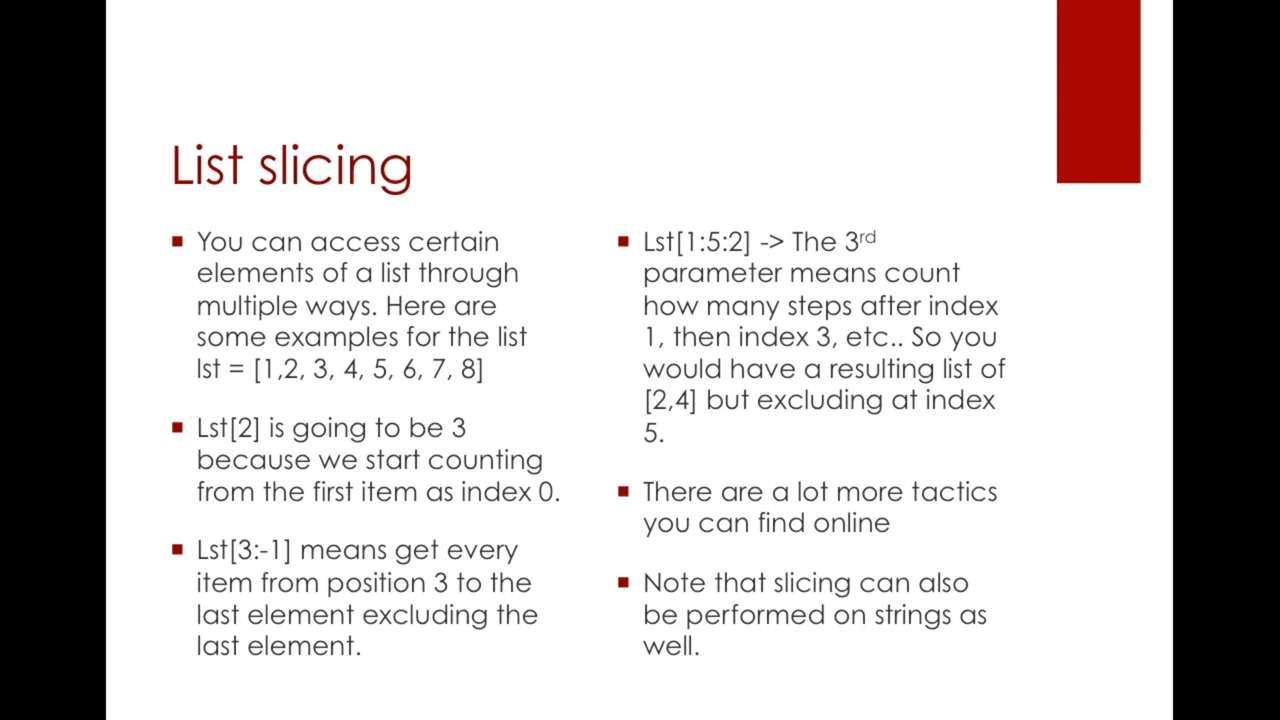 List slicing
You can access certain
elements of a list through
multiple ways. Here are
some examples for the list
lst = [1,2, 3, 4, 5, 6, 7, 8]
Lst[2] is going to be 3
because we start counting
from the first item as index 0.
Lst[3:-1] means get every
item from position 3 to the
last element excluding the
last element.
Lst[1:5:2] -> The 3rd
parameter means count
how many steps after index
1, then index 3, etc.. So you
would have a resulting list of
[2,4] but excluding at index
5.
There are a lot more tactics
you can find online
Note that slicing can also
be performed on strings as
well.